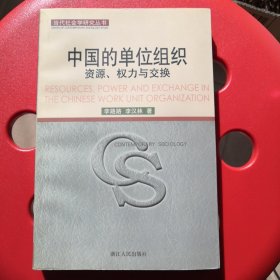 当代社会学研究丛书
中国的单位组织
资源、权力与交换
RESOURCES, POWER AND EXCHANGE IN
THE CHINESE WORK UNIT ORGANIZATION
李路路 李汉林 著
CONTEMPORARY SOCIOLOGY
CS
浙江人民出版社